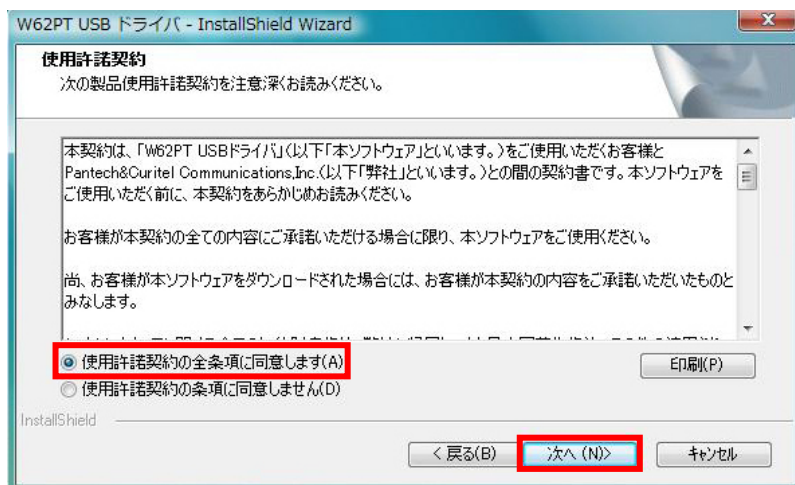 W62PT USB ドライバ - InstallShield Wizard
使用許諾契約
次の製品使用許諾契約を注意深くお読みください。
本契約は、「W62PT USBドライバ」(以下「本ソフトウェア」といいます。)をご使用いただくお客様と
Pantech&Curitel Communications,Inc.(以下「弊社」といいます。)との間の契約書です。本ソフトウェアを
ご使用いただく前に、本契約をあらかじめお読みください。
お客様が本契約の全ての内容にご承諾いただける場合に限り、本ソフトウェアをご使用ください。
尚、お客様が本ソフトウェアをダウンロードされた場合には、お客様が本契約の内容をご承諾いただいたものと
みなします。
使用許諾契約の全条項に同意します(A)
印刷(P)
使用許諾契約の条項に同意しません(D)
InstallShield
< 戻る(B)
次へ (N)>
キャンセル